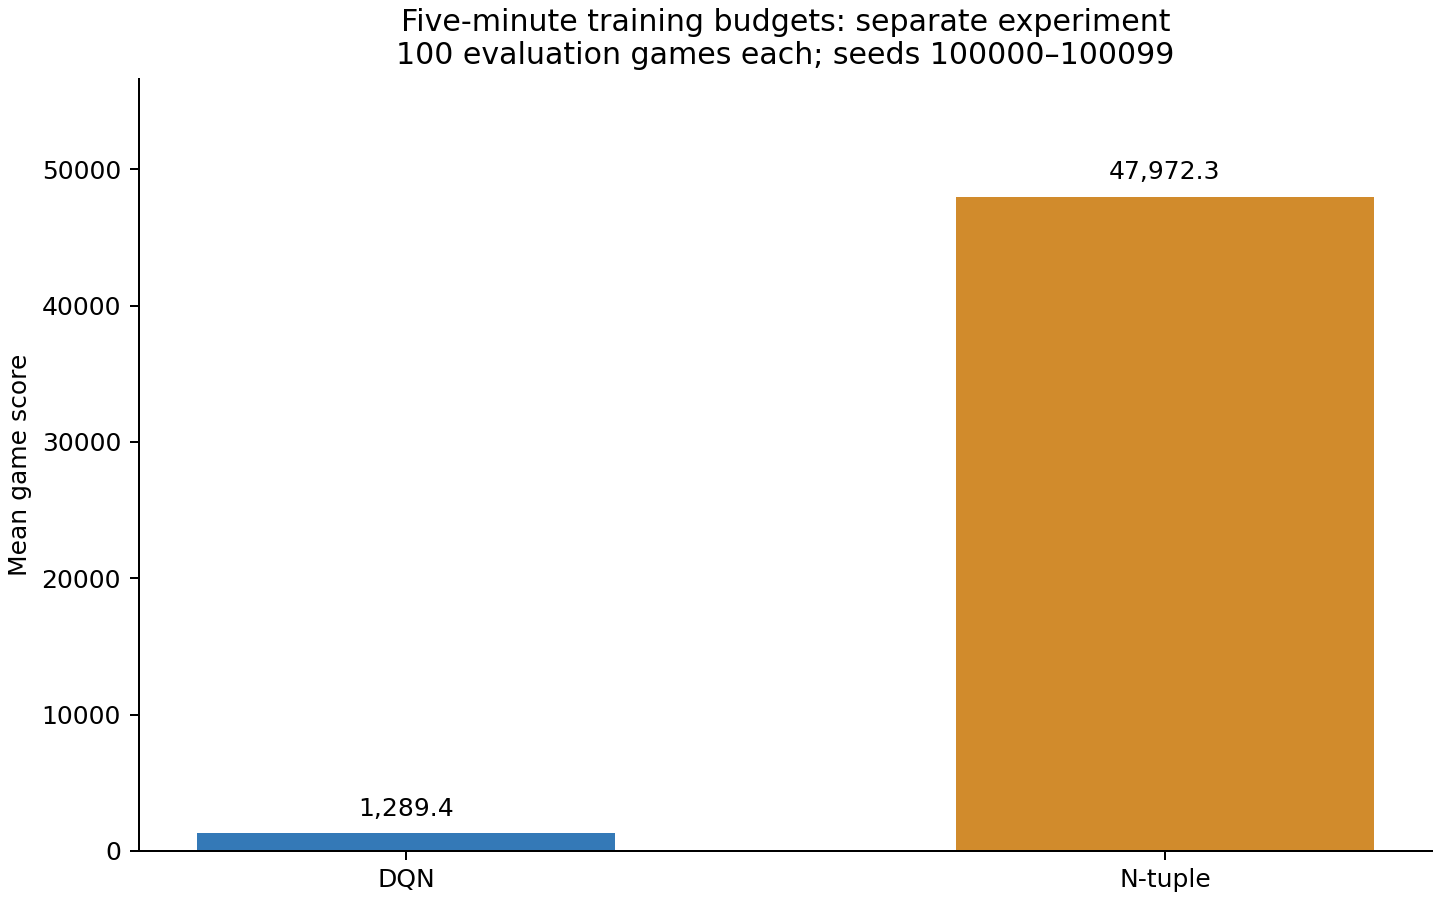 Five-minute training budgets: separate experiment
100 evaluation games each; seeds 100000–100099
Mean game score
50000
40000
30000
20000
10000
0
1,289.4
47,972.3
DQN
N-tuple